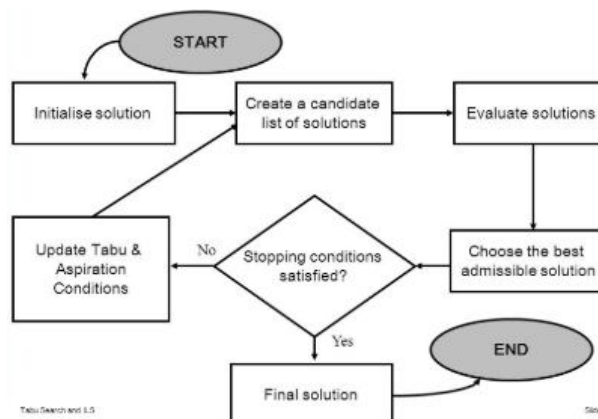 START
Initialise solution
Create a candidate
list of solutions
Evaluate solutions
Update Tabu &
Aspiration
Conditions
No
Stopping conditions
satisfied?
Choose the best
admissible solution
Yes
END
Final solution
Tabu Search and ILS